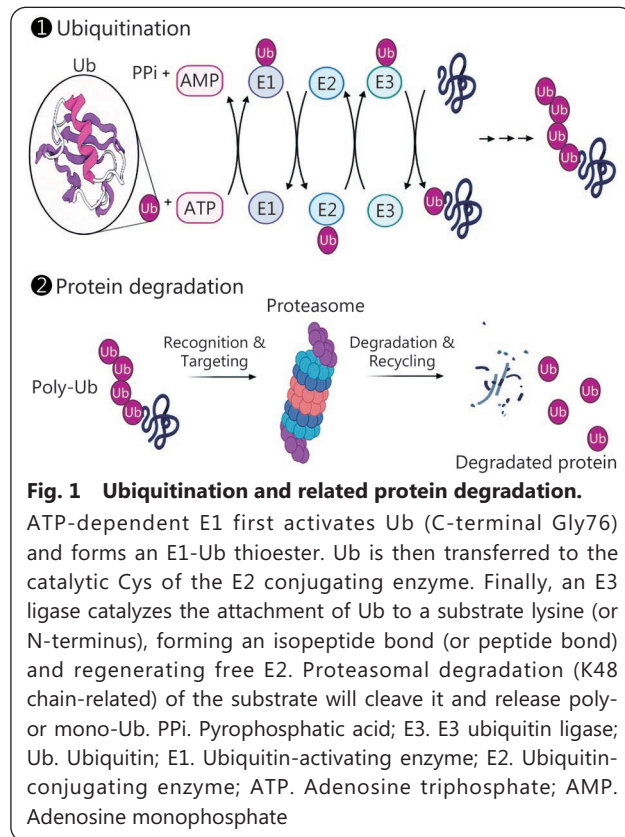 ❶ Ubiquitination
Ub
PPi + AMP
Ub
E1
E2
Ub
E3
Ub
Ub
Ub
Ub
Ub + ATP
E1
E2
Ub
E3
Ub
❷ Protein degradation
Proteasome
Ub
Ub
Ub
Ub
Poly-Ub
Recognition &
Targeting
Degradation &
Recycling
Ub
Ub
Ub
Ub
Degraded protein
Fig. 1 Ubiquitination and related protein degradation.
ATP-dependent E1 first activates Ub (C-terminal Gly76)
and forms an E1-Ub thioester. Ub is then transferred to the
catalytic Cys of the E2 conjugating enzyme. Finally, an E3
ligase catalyzes the attachment of Ub to a substrate lysine (or
N-terminus), forming an isopeptide bond (or peptide bond)
and regenerating free E2. Proteasomal degradation (K48
chain-related) of the substrate will cleave it and release poly-
or mono-Ub. PPi. Pyrophosphatic acid; E3. E3 ubiquitin ligase;
Ub. Ubiquitin; E1. Ubiquitin-activating enzyme; E2. Ubiquitin-
conjugating enzyme; ATP. Adenosine triphosphate; AMP.
Adenosine monophosphate